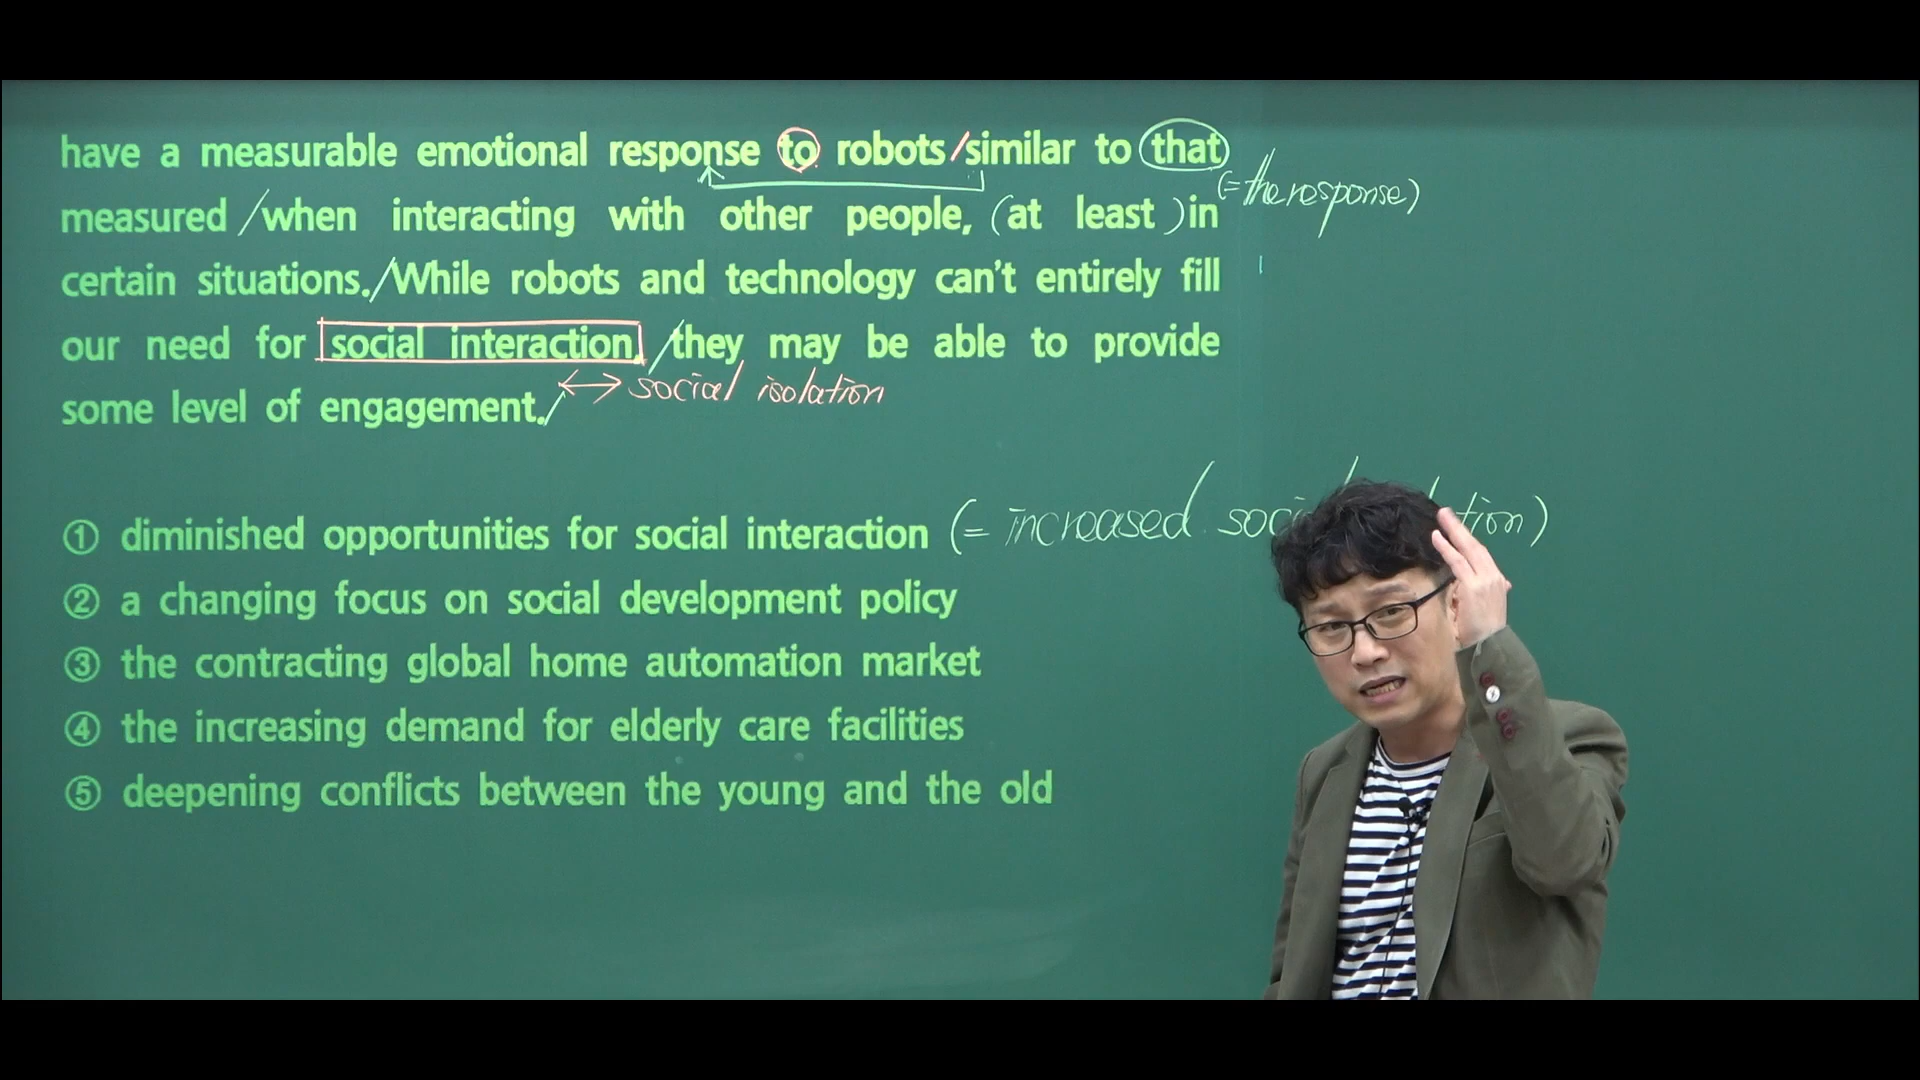 have a measurable emotional response to robots/similar to that
(=the response)
measured /when interacting with other people, (at least) in
certain situations./While robots and technology can't entirely fill
our need for social interaction, /they may be able to provide
↔ social isolation
some level of engagement./
① diminished opportunities for social interaction (= increased
② a changing focus on social development policy
③ the contracting global home automation market
④ the increasing demand for elderly care facilities
⑤ deepening conflicts between the young and the old